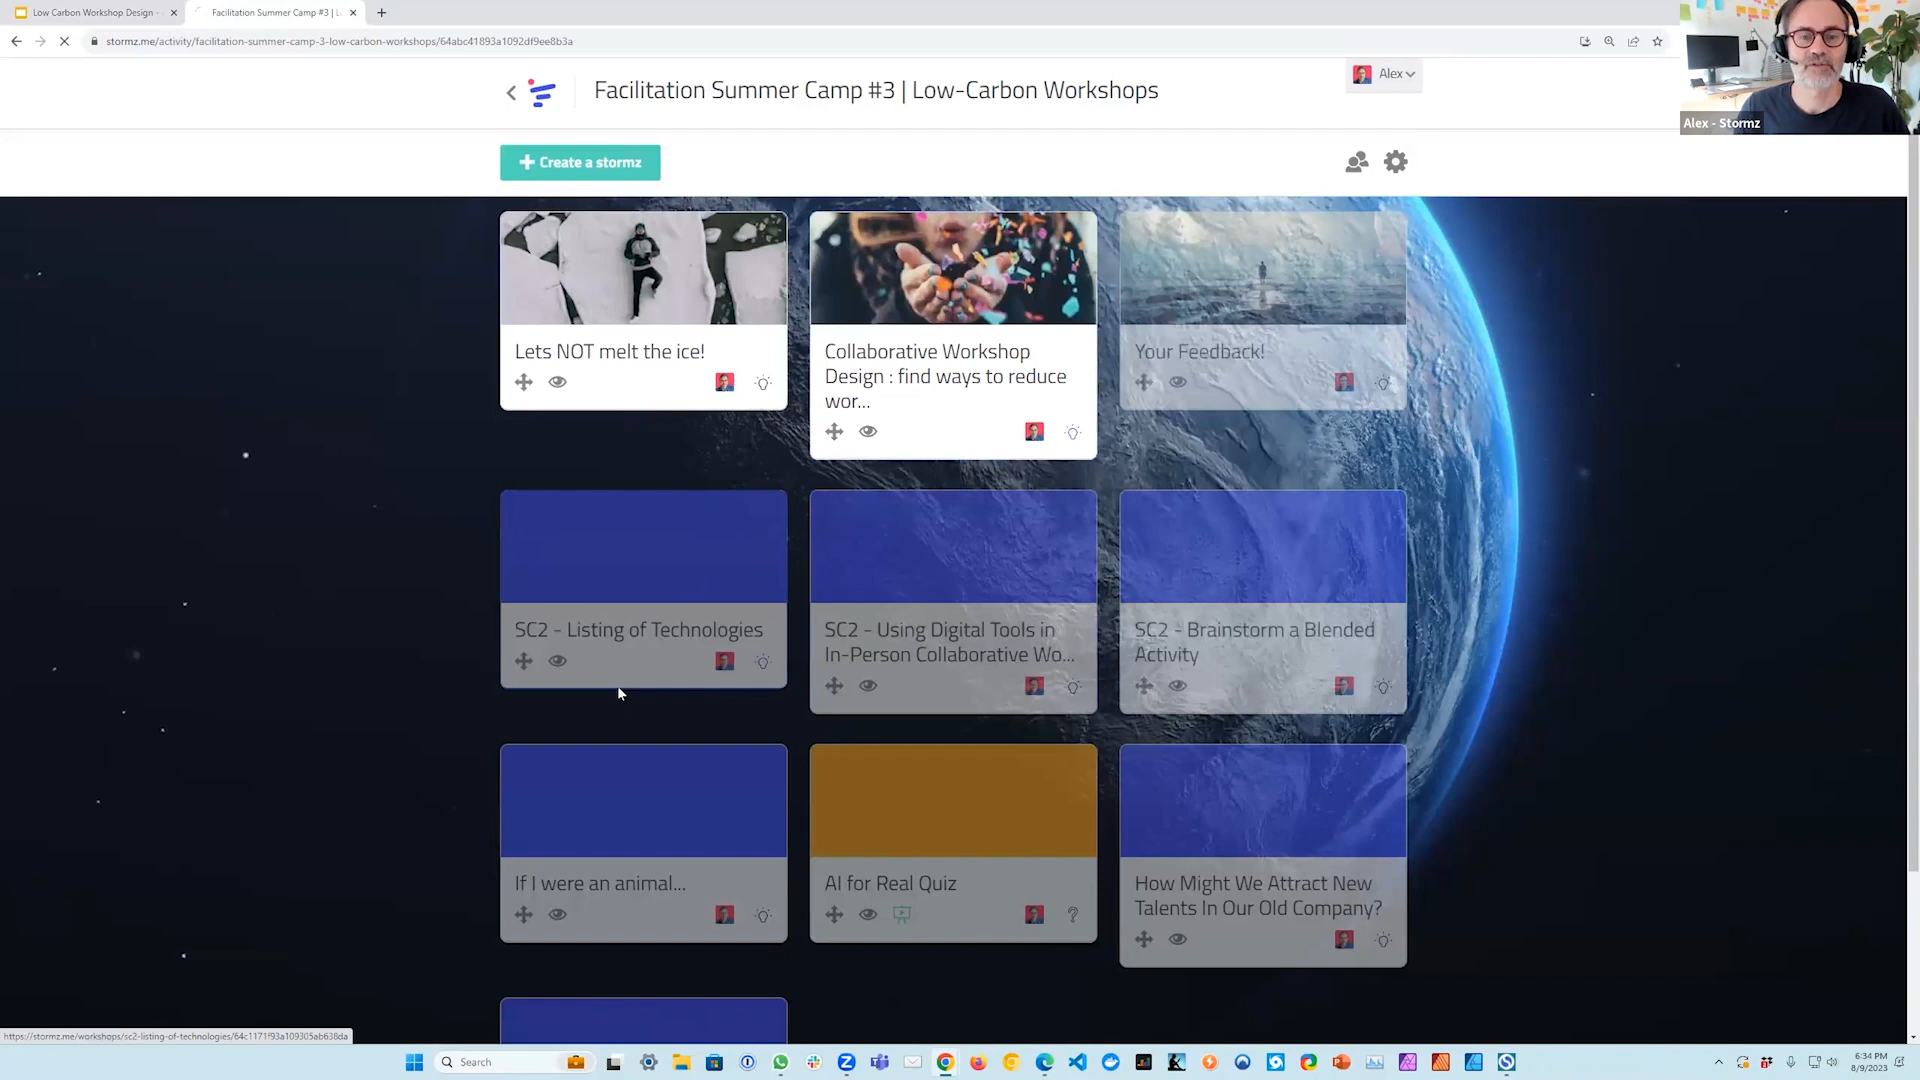 Low Carbon Workshop Design -
Facilitation Summer Camp #3 | L
stormz.me/activity/facilitation-summer-camp-3-low-carbon-workshops/64abc41893a1092df9ee8b3a
Facilitation Summer Camp #3 | Low-Carbon Workshops
Alex
Alex - Stormz
Create a stormz
Lets NOT melt the ice!
Collaborative Workshop
Design : find ways to reduce
wor...
Your Feedback!
SC2 - Listing of Technologies
SC2 - Using Digital Tools in
In-Person Collaborative Wo...
SC2 - Brainstorm a Blended
Activity
If I were an animal...
AI for Real Quiz
How Might We Attract New
Talents In Our Old Company?
https://stormz.me/workshops/sc2-listing-of-technologies/64c1171f93a109305ab638da
Search
6:34 PM
8/9/2023